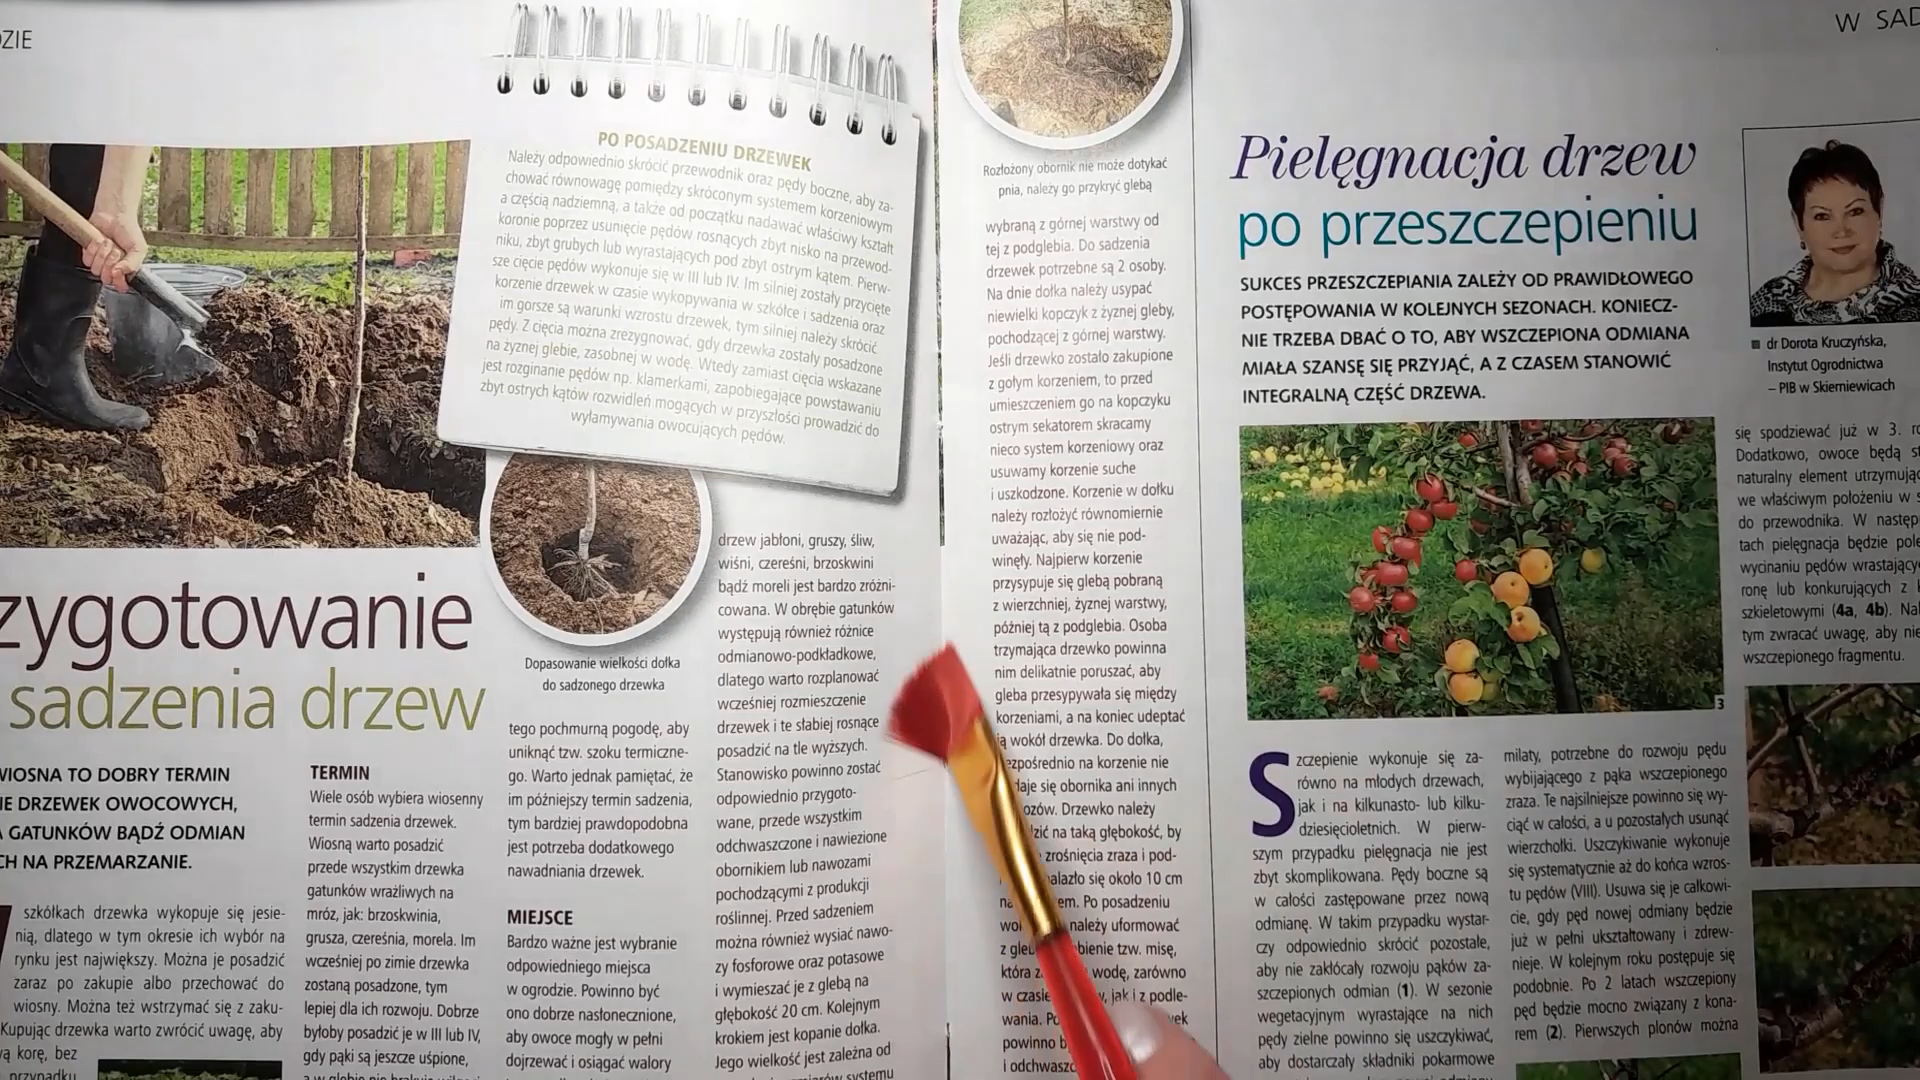 W SAD
PO POSADZENIU DRZEWEK
Należy odpowiednio skrócić przewodnik oraz pędy boczne, aby za-
chować równowagę pomiędzy skróconym systemem korzeniowym
a częścią nadziemną, a także od początku nadawać właściwy kształt
koronie poprzez usunięcie pędów rosnących zbyt nisko na przewod-
niku, zbyt grubych lub wyrastających pod zbyt ostrym kątem. Pierw-
sze cięcie pędów wykonuje się w III lub IV. Im silniej zostały przycięte
korzenie drzewek w czasie wykopywania w szkółce i sadzenia oraz
im gorsze są warunki wzrostu drzewek, tym silniej należy skrócić
pędy. Z cięcia można zrezygnować, gdy drzewka zostały posadzone
na żyznej glebie, zasobnej w wodę. Wtedy zamiast cięcia wskazane
jest rozginanie pędów np. klamerkami, zapobiegające powstawaniu
zbyt ostrych kątów rozwidleń mogących w przyszłości prowadzić do
wyłamywania owocujących pędów.
zygotowanie
sadzenia drzew
WIOSNA TO DOBRY TERMIN
DRZEWEK OWOCOWYCH,
GATUNKÓW BĄDŹ ODMIAN
NA PRZEMARZANIE.
szkółkach drzewka wykopuje się jesie-
nią, dlatego w tym okresie ich wybór na
rynku jest największy. Można je posadzić
zaraz po zakupie albo przechować do
wiosny. Można też wstrzymać się z zaku-
Kupując drzewka warto zwrócić uwagę, aby
korę, bez
przypadku
TERMIN
Wiele osób wybiera wiosenny
termin sadzenia drzewek.
Wiosną warto posadzić
przede wszystkim drzewka
gatunków wrażliwych na
mróz, jak: brzoskwinia,
grusza, czereśnia, morela. Im
wcześniej po zimie drzewka
zostaną posadzone, tym
lepiej dla ich rozwoju. Dobrze
byłoby posadzić je w III lub IV,
gdy pąki są jeszcze uśpione,
Dopasowanie wielkości dołka
do sadzonego drzewka
tego pochmurną pogodę, aby
uniknąć tzw. szoku termiczne-
go. Warto jednak pamiętać, że
im późniejszy termin sadzenia,
tym bardziej prawdopodobna
jest potrzeba dodatkowego
nawadniania drzewek.
MIEJSCE
Bardzo ważne jest wybranie
odpowiedniego miejsca
w ogrodzie. Powinno być
ono dobrze nasłonecznione,
aby owoce mogły w pełni
dojrzewać i osiągać walory
drzew jabłoni, gruszy, śliw,
wiśni, czereśni, brzoskwini
bądź moreli jest bardzo zróżni-
cowana. W obrębie gatunków
występują również różnice
odmianowo-podkładkowe,
dlatego warto rozplanować
wcześniej rozmieszczenie
drzewek i te słabiej rosnące
posadzić na tle wyższych.
Stanowisko powinno zostać
odpowiednio przygoto-
wane, przede wszystkim
odchwaszczone i nawiezione
obornikiem lub nawozami
pochodzącymi z produkcji
roślinnej. Przed sadzeniem
można również wysiać nawo-
zy fosforowe oraz potasowe
i wymieszać je z glebą na
głębokość 20 cm. Kolejnym
krokiem jest kopanie dołka.
Jego wielkość jest zależna od
systemu
Rozłożony obornik nie może dotykać
pnia, należy go przykryć glebą
wybraną z górnej warstwy od
tej z podglebia. Do sadzenia
drzewek potrzebne są 2 osoby.
Na dnie dołka należy usypać
niewielki kopczyk z żyznej gleby,
pochodzącej z górnej warstwy.
Jeśli drzewko zostało zakupione
z gołym korzeniem, to przed
umieszczeniem go na kopczyku
ostrym sekatorem skracamy
nieco system korzeniowy oraz
usuwamy korzenie suche
i uszkodzone. Korzenie w dołku
należy rozłożyć równomiernie
uważając, aby się nie pod-
winęły. Najpierw korzenie
przysypuje się glebą pobraną
z wierzchniej, żyznej warstwy,
później tą z podglebia. Osoba
trzymająca drzewko powinna
nim delikatnie poruszać, aby
gleba przesypywała się między
korzeniami, a na koniec udeptać
ją wokół drzewka. Do dołka,
ezpośrednio na korzenie nie
daje się obornika ani innych
ozów. Drzewko należy
dzić na taką głębokość, by
zrośnięcia zraza i pod-
alazło się około 10 cm
na em. Po posadzeniu
wo należy uformować
z gleb bienie tzw. misę,
która z wodę, zarówno
w czasie jak i z podle-
wania. Po wek
powinno b
i odchwaszc
Pielęgnacja drzew
po przeszczepieniu
SUKCES PRZESZCZEPIANIA ZALEŻY OD PRAWIDŁOWEGO
POSTĘPOWANIA W KOLEJNYCH SEZONACH. KONIECZ-
NIE TRZEBA DBAĆ O TO, ABY WSZCZEPIONA ODMIANA
MIAŁA SZANSĘ SIĘ PRZYJĄĆ, A Z CZASEM STANOWIĆ
INTEGRALNĄ CZĘŚĆ DRZEWA.
dr Dorota Kruczyńska,
Instytut Ogrodnictwa
– PIB w Skierniewicach
3
Szczepienie wykonuje się za-
równo na młodych drzewach,
jak i na kilkunasto- lub kilku-
dziesięcioletnich. W pierw-
szym przypadku pielęgnacja nie jest
zbyt skomplikowana. Pędy boczne są
w całości zastępowane przez nową
odmianę. W takim przypadku wystar-
czy odpowiednio skrócić pozostałe,
aby nie zakłócały rozwoju pąków za-
szczepionych odmian (1). W sezonie
wegetacyjnym wyrastające na nich
pędy zielne powinno się uszczykiwać,
aby dostarczały składniki pokarmowe
milaty, potrzebne do rozwoju pędu
wybijającego z pąka wszczepionego
zraza. Te najsilniejsze powinno się wy-
ciąć w całości, a u pozostałych usunąć
wierzchołki. Uszczykiwanie wykonuje
się systematycznie aż do końca wzros-
tu pędów (VIII). Usuwa się je całkowi-
cie, gdy pęd nowej odmiany będzie
już w pełni ukształtowany i zdrew-
nieje. W kolejnym roku postępuje się
podobnie. Po 2 latach wszczepiony
pęd będzie mocno związany z kona-
rem (2). Pierwszych plonów można
się spodziewać już w 3. ro
Dodatkowo, owoce będą st
naturalny element utrzymując
we właściwym położeniu w s
do przewodnika. W następ
tach pielęgnacja będzie pole
wycinaniu pędów wrastający
ronę lub konkurujących z
szkieletowymi (4a, 4b). Nal
tym zwracać uwagę, aby nie
wszczepionego fragmentu.